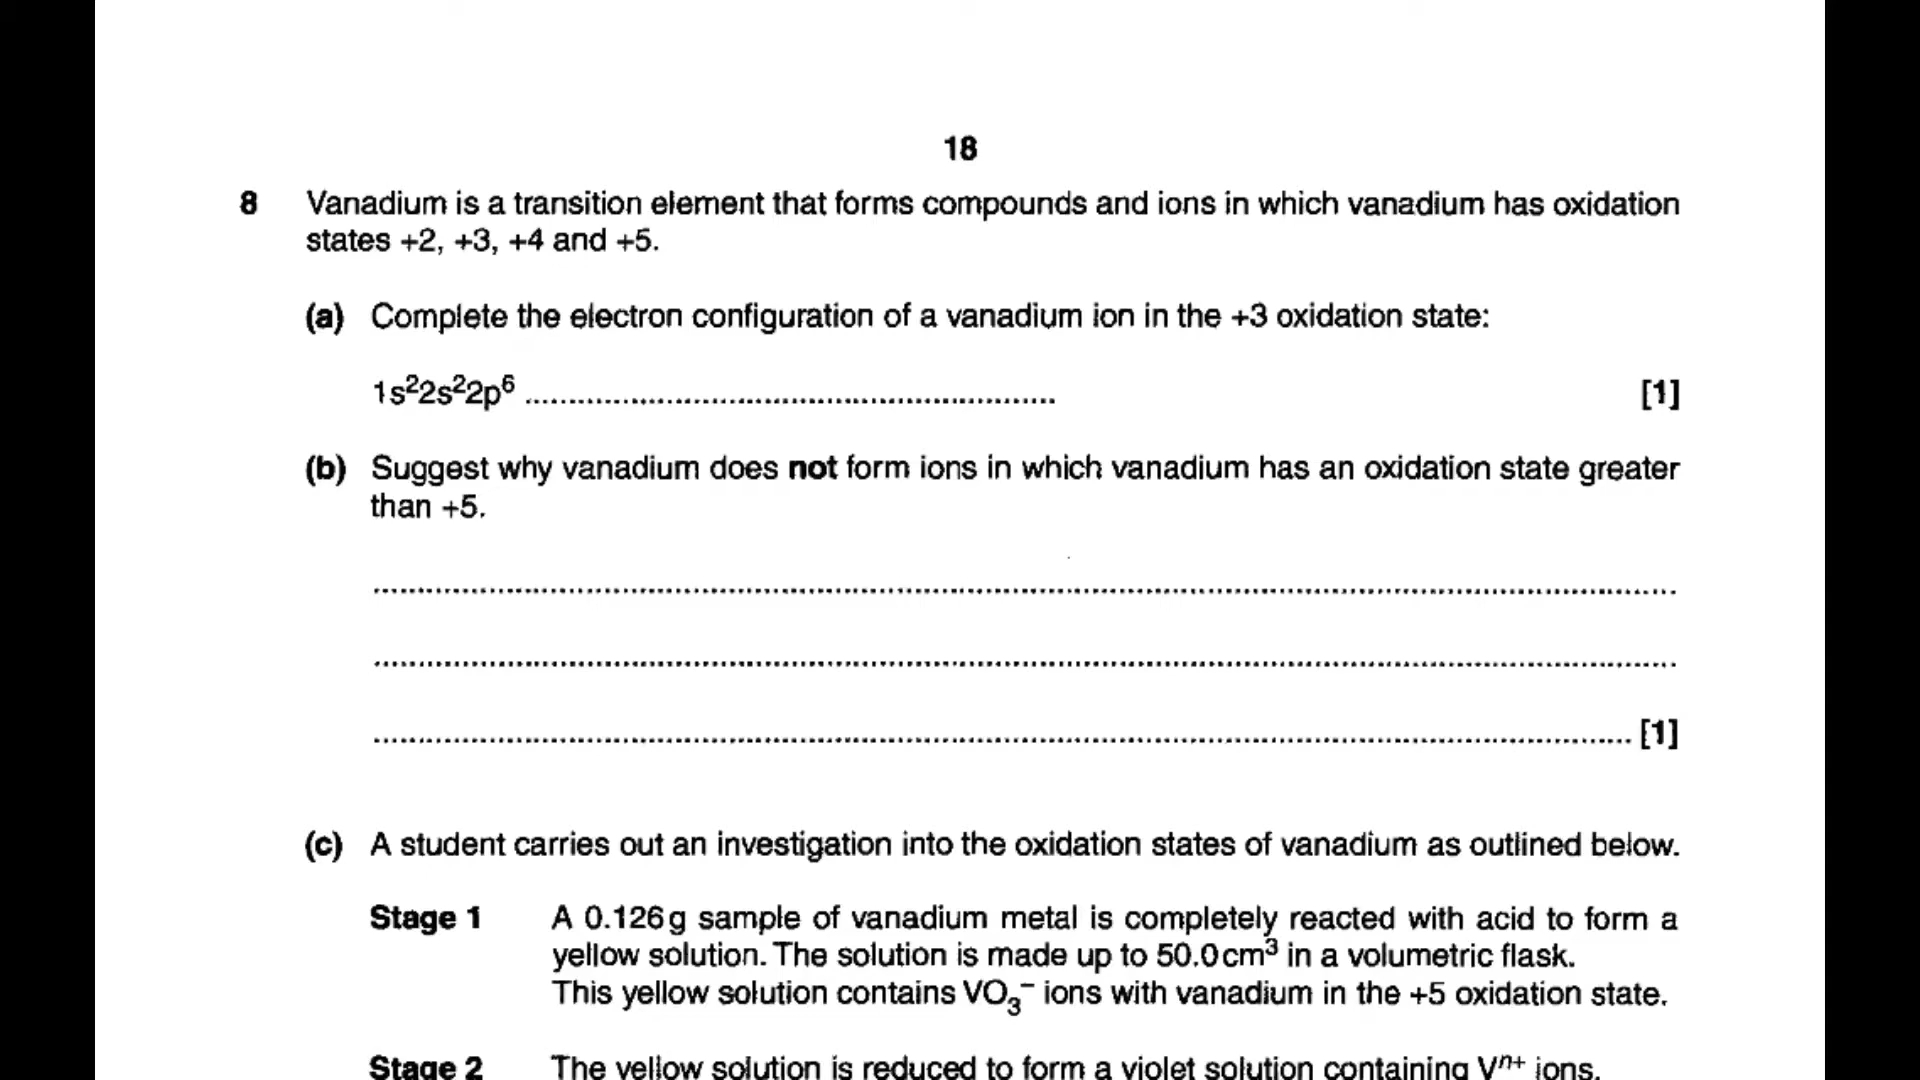 18
8 Vanadium is a transition element that forms compounds and ions in which vanadium has oxidation
states +2, +3, +4 and +5.
(a) Complete the electron configuration of a vanadium ion in the +3 oxidation state:
1s²2s²2p⁶ ............................................................ [1]
(b) Suggest why vanadium does not form ions in which vanadium has an oxidation state greater
than +5.
..........................................................................................
..........................................................................................
.......................................................................................... [1]
(c) A student carries out an investigation into the oxidation states of vanadium as outlined below.
Stage 1 A 0.126 g sample of vanadium metal is completely reacted with acid to form a
yellow solution. The solution is made up to 50.0 cm³ in a volumetric flask.
This yellow solution contains VO₃⁻ ions with vanadium in the +5 oxidation state.
Stage 2 The yellow solution is reduced to form a violet solution containing Vⁿ⁺ ions.